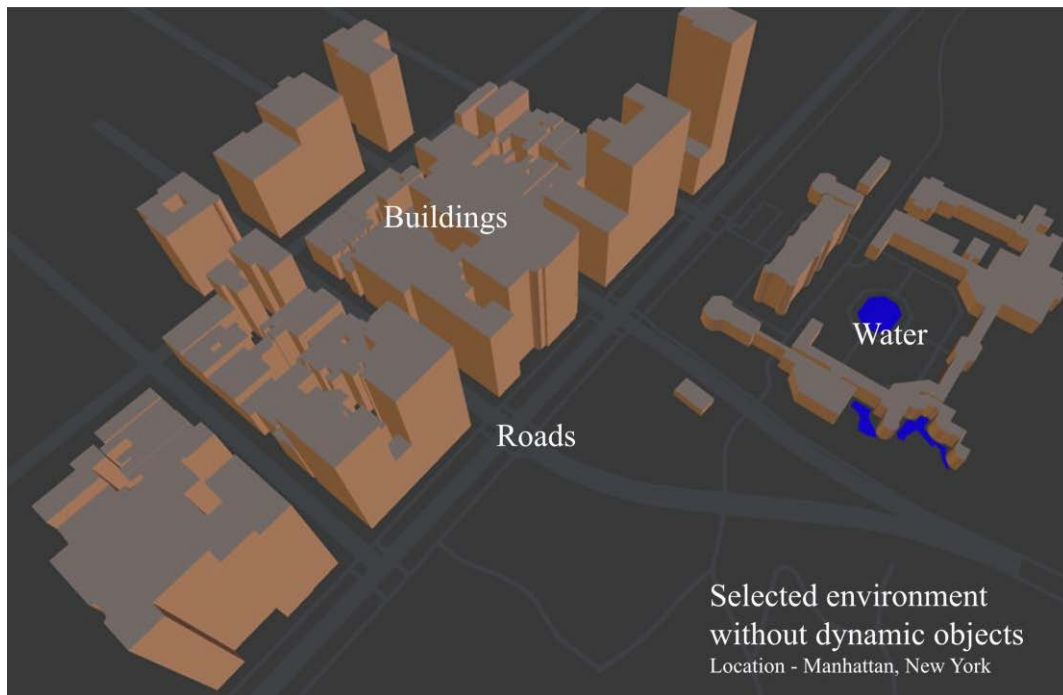 Buildings
Water
Roads
Selected environment
without dynamic objects
Location - Manhattan, New York